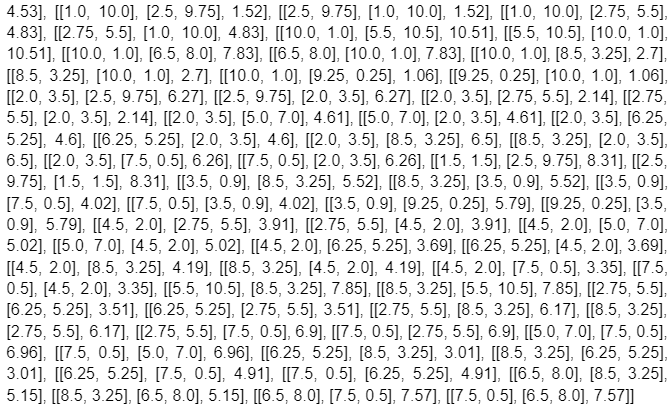 4.53], [[1.0, 10.0], [2.5, 9.75], 1.52], [[2.5, 9.75], [1.0, 10.0], 1.52], [[1.0, 10.0], [2.75, 5.5],
4.83], [[2.75, 5.5], [1.0, 10.0], 4.83], [[10.0, 1.0], [5.5, 10.5], 10.51], [[5.5, 10.5], [10.0, 1.0],
10.51], [[10.0, 1.0], [6.5, 8.0], 7.83], [[6.5, 8.0], [10.0, 1.0], 7.83], [[10.0, 1.0], [8.5, 3.25], 2.7],
[[8.5, 3.25], [10.0, 1.0], 2.7], [[10.0, 1.0], [9.25, 0.25], 1.06], [[9.25, 0.25], [10.0, 1.0], 1.06],
[[2.0, 3.5], [2.5, 9.75], 6.27], [[2.5, 9.75], [2.0, 3.5], 6.27], [[2.0, 3.5], [2.75, 5.5], 2.14], [[2.75,
5.5], [2.0, 3.5], 2.14], [[2.0, 3.5], [5.0, 7.0], 4.61], [[5.0, 7.0], [2.0, 3.5], 4.61], [[2.0, 3.5], [6.25,
5.25], 4.6], [[6.25, 5.25], [2.0, 3.5], 4.6], [[2.0, 3.5], [8.5, 3.25], 6.5], [[8.5, 3.25], [2.0, 3.5],
6.5], [[2.0, 3.5], [7.5, 0.5], 6.26], [[7.5, 0.5], [2.0, 3.5], 6.26], [[1.5, 1.5], [2.5, 9.75], 8.31], [[2.5,
9.75], [1.5, 1.5], 8.31], [[3.5, 0.9], [8.5, 3.25], 5.52], [[8.5, 3.25], [3.5, 0.9], 5.52], [[3.5, 0.9],
[7.5, 0.5], 4.02], [[7.5, 0.5], [3.5, 0.9], 4.02], [[3.5, 0.9], [9.25, 0.25], 5.79], [[9.25, 0.25], [3.5,
0.9], 5.79], [[4.5, 2.0], [2.75, 5.5], 3.91], [[2.75, 5.5], [4.5, 2.0], 3.91], [[4.5, 2.0], [5.0, 7.0],
5.02], [[5.0, 7.0], [4.5, 2.0], 5.02], [[4.5, 2.0], [6.25, 5.25], 3.69], [[6.25, 5.25], [4.5, 2.0], 3.69],
[[4.5, 2.0], [8.5, 3.25], 4.19], [[8.5, 3.25], [4.5, 2.0], 4.19], [[4.5, 2.0], [7.5, 0.5], 3.35], [[7.5,
0.5], [4.5, 2.0], 3.35], [[5.5, 10.5], [8.5, 3.25], 7.85], [[8.5, 3.25], [5.5, 10.5], 7.85], [[2.75, 5.5],
[6.25, 5.25], 3.51], [[6.25, 5.25], [2.75, 5.5], 3.51], [[2.75, 5.5], [8.5, 3.25], 6.17], [[8.5, 3.25],
[2.75, 5.5], 6.17], [[2.75, 5.5], [7.5, 0.5], 6.9], [[7.5, 0.5], [2.75, 5.5], 6.9], [[5.0, 7.0], [7.5, 0.5],
6.96], [[7.5, 0.5], [5.0, 7.0], 6.96], [[6.25, 5.25], [8.5, 3.25], 3.01], [[8.5, 3.25], [6.25, 5.25],
3.01], [[6.25, 5.25], [7.5, 0.5], 4.91], [[7.5, 0.5], [6.25, 5.25], 4.91], [[6.5, 8.0], [8.5, 3.25],
5.15], [[8.5, 3.25], [6.5, 8.0], 5.15], [[6.5, 8.0], [7.5, 0.5], 7.57], [[7.5, 0.5], [6.5, 8.0], 7.57]]